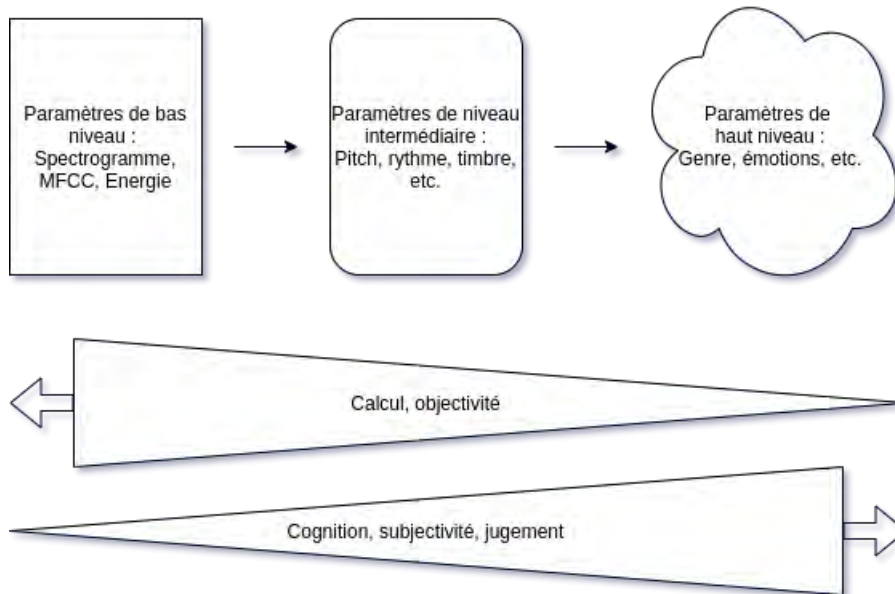 Paramètres de bas
niveau :
Spectrogramme,
MFCC, Energie
Paramètres de niveau
intermédiaire :
Pitch, rythme, timbre,
etc.
Paramètres de
haut niveau :
Genre, émotions, etc.
Calcul, objectivité
Cognition, subjectivité, jugement